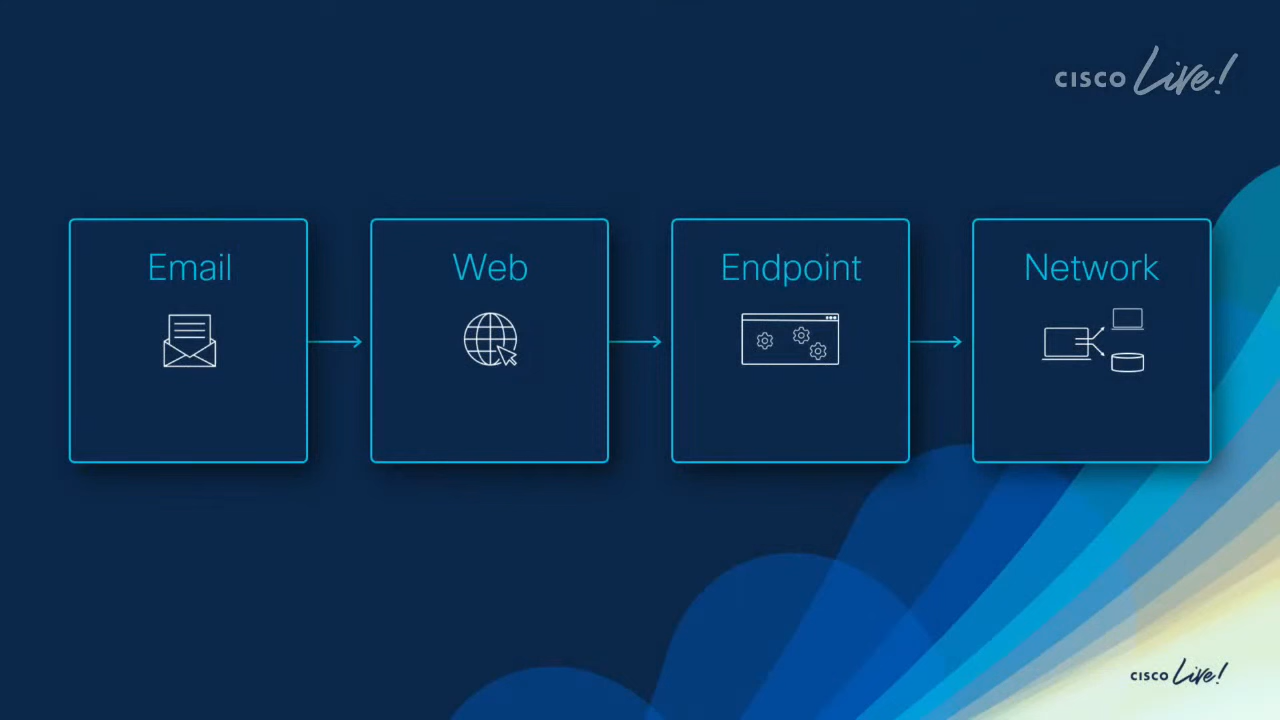 CISCO Live!
Email
Web
Endpoint
Network
CISCO Live!